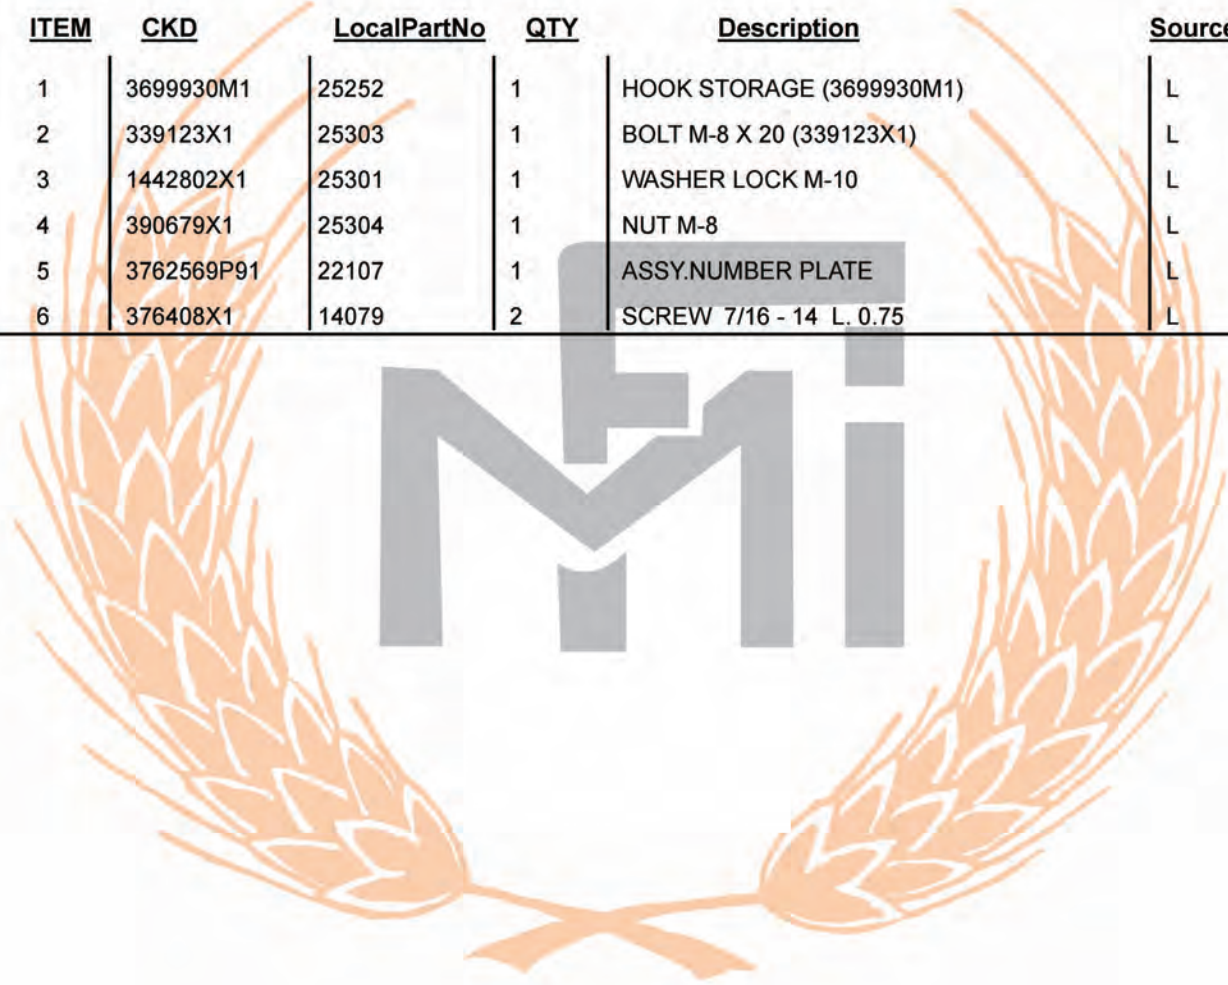 ITEM CKD LocalPartNo QTY Description Source
1 3699930M1 25252 1 HOOK STORAGE (3699930M1) L
2 339123X1 25303 1 BOLT M-8 X 20 (339123X1) L
3 1442802X1 25301 1 WASHER LOCK M-10 L
4 390679X1 25304 1 NUT M-8 L
5 3762569P91 22107 1 ASSY.NUMBER PLATE L
6 376408X1 14079 2 SCREW 7/16 - 14 L. 0.75 L